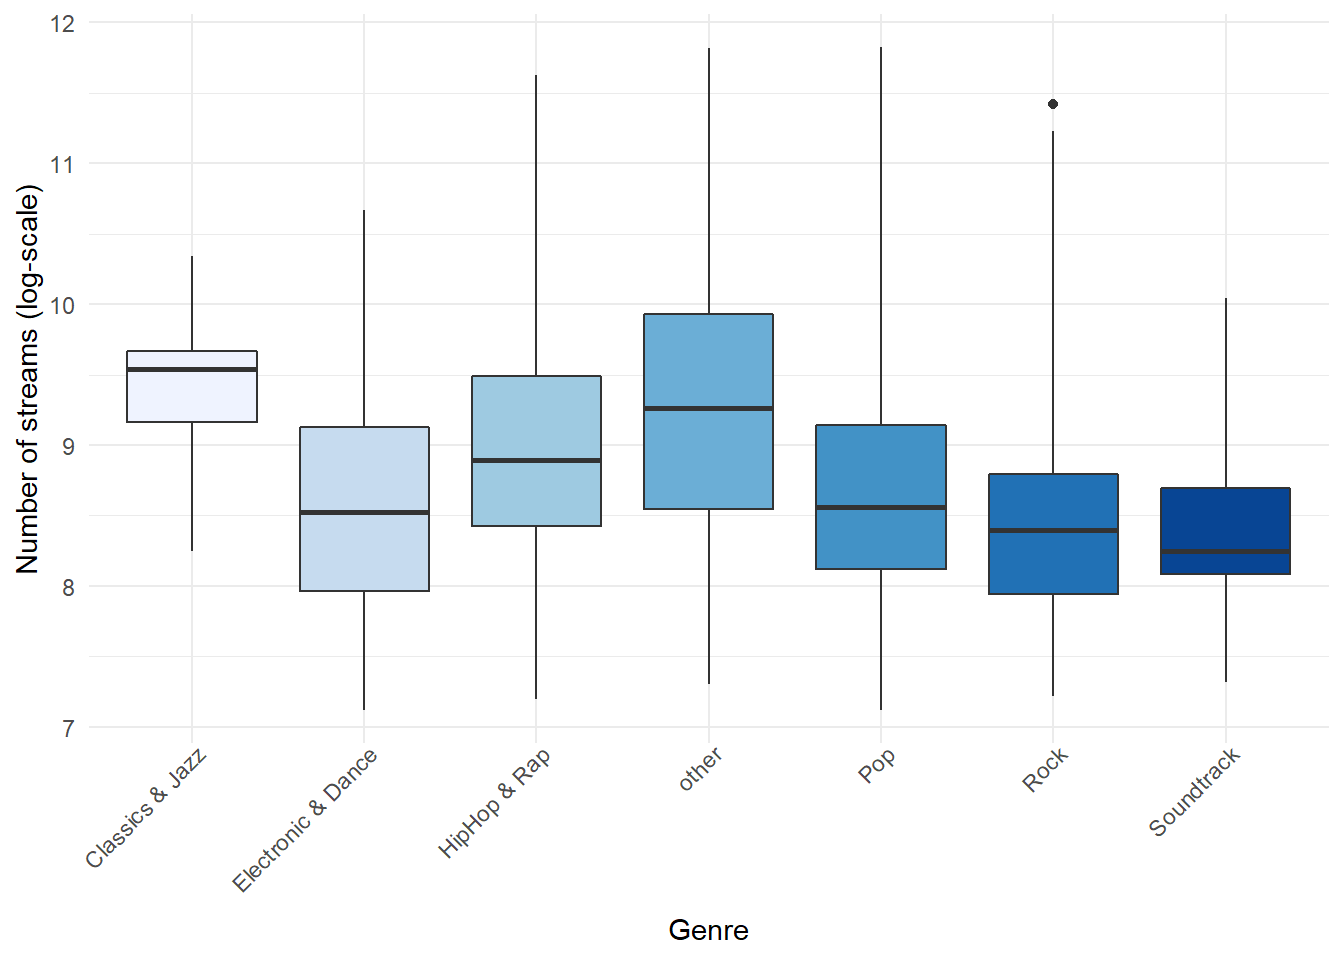 Number of streams (log-scale)
12
11
10
9
8
7
Classics & Jazz
Electronic & Dance
HipHop & Rap
other
Pop
Rock
Soundtrack
Genre